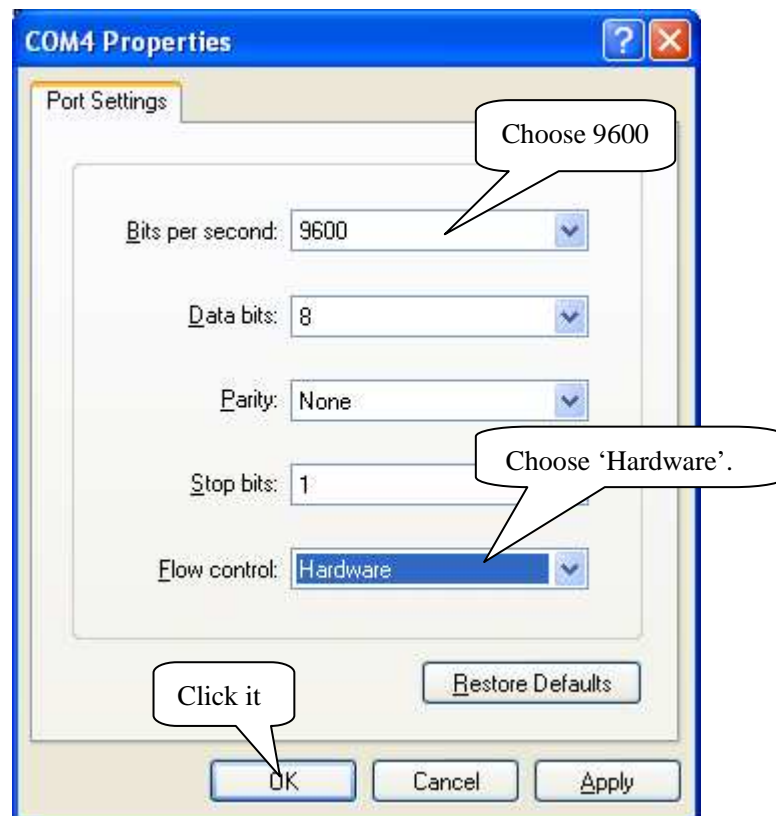 COM4 Properties
Port Settings
Choose 9600
Bits per second: 9600
Data bits: 8
Parity: None
Choose ‘Hardware’.
Stop bits: 1
Flow control: Hardware
Restore Defaults
Click it
OK Cancel Apply